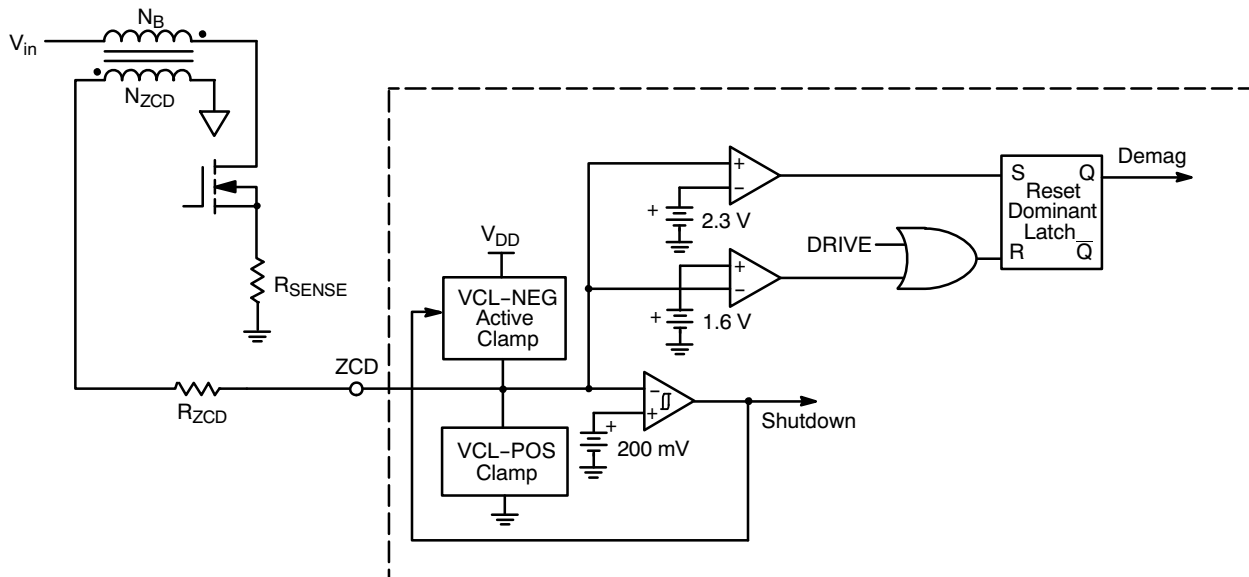 N_B
V_in
N_ZCD
R_SENSE
R_ZCD
ZCD
V_DD
VCL–NEG
Active
Clamp
VCL–POS
Clamp
+
–
+
2.3 V
+
–
+
1.6 V
–
+
+
200 mV
Shutdown
DRIVE
S Q
Reset
Dominant
Latch
R Q̅
Demag